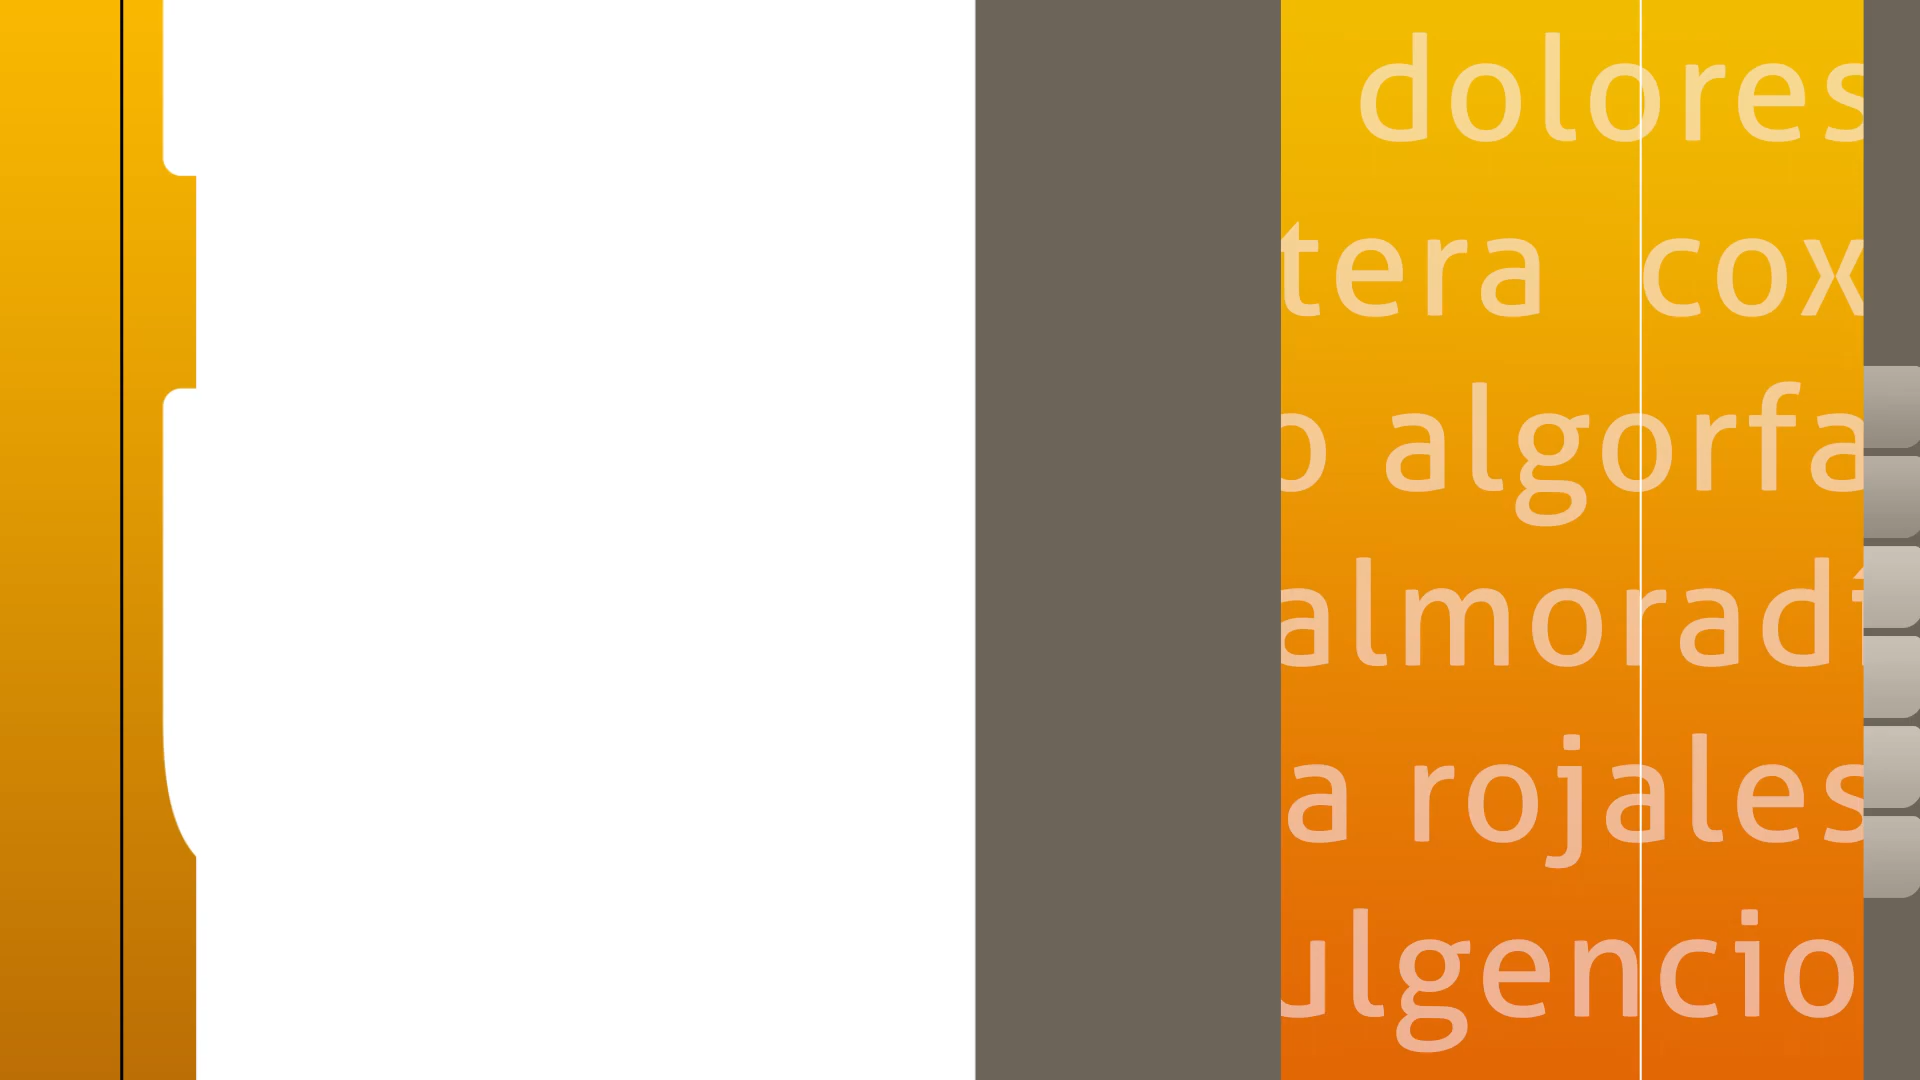 dolores
tera cox
o algorfa
almoradí
a rojales
ulgencio